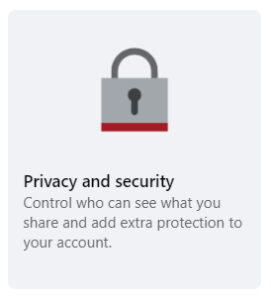 Privacy and security
Control who can see what you
share and add extra protection to
your account.